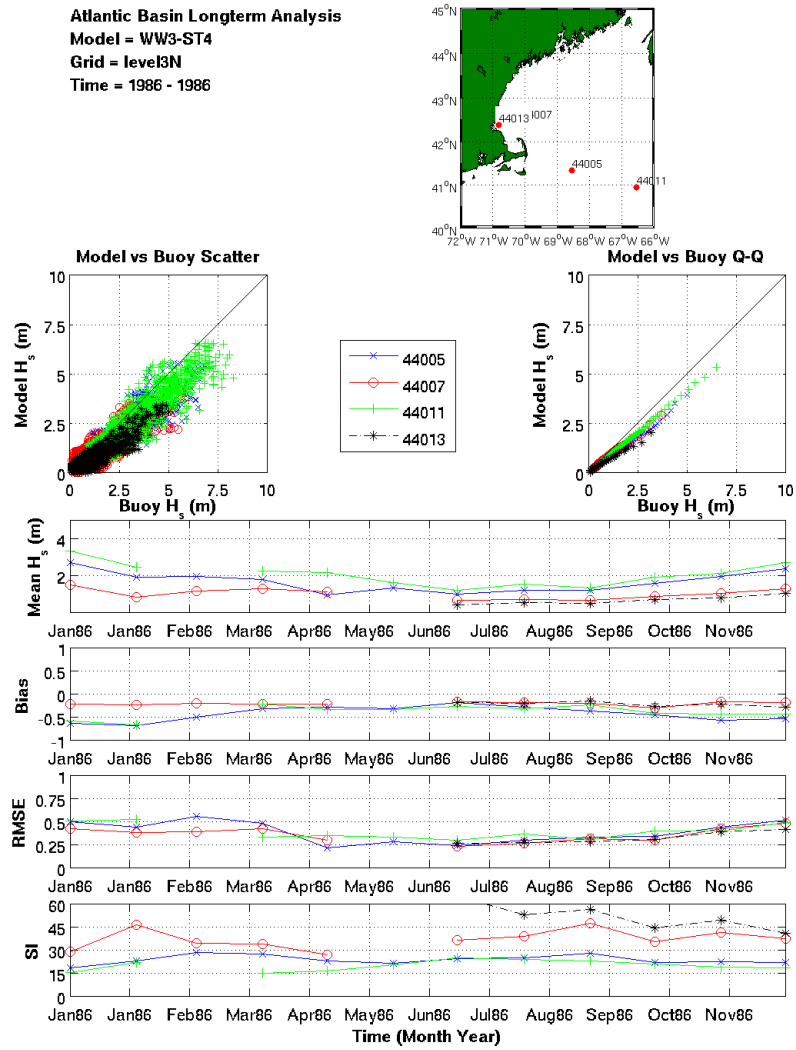 Atlantic Basin Longterm Analysis
Model = WW3-ST4
Grid = level3N
Time = 1986 - 1986
45°N
44°N
43°N
42°N
41°N
40°N
72°W 71°W 70°W 69°W 68°W 67°W 66°W
44013
44005
44011
Model vs Buoy Scatter
Model Hs (m)
10
7.5
5
2.5
0
0 2.5 5 7.5 10
Buoy Hs (m)
44005
44007
44011
44013
Model vs Buoy Q-Q
Model Hs (m)
10
7.5
5
2.5
0
0 2.5 5 7.5 10
Buoy Hs (m)
Mean Hs (m)
4
2
Jan86 Jan86 Feb86 Mar86 Apr86 May86 Jun86 Jul86 Aug86 Sep86 Oct86 Nov86
Bias
1
0.5
0
-0.5
-1
Jan86 Jan86 Feb86 Mar86 Apr86 May86 Jun86 Jul86 Aug86 Sep86 Oct86 Nov86
RMSE
1
0.75
0.5
0.25
0
Jan86 Jan86 Feb86 Mar86 Apr86 May86 Jun86 Jul86 Aug86 Sep86 Oct86 Nov86
SI
60
45
30
15
0
Jan86 Jan86 Feb86 Mar86 Apr86 May86 Jun86 Jul86 Aug86 Sep86 Oct86 Nov86
Time (Month Year)